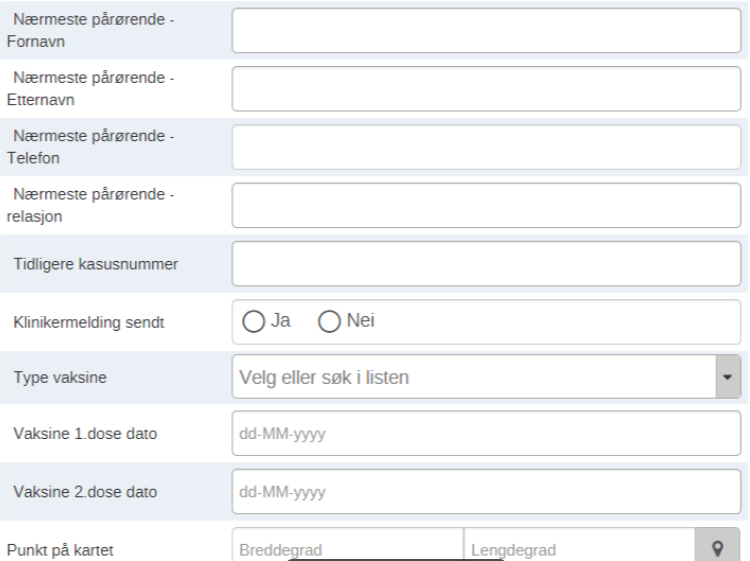 Nærmeste pårørende -
Fornavn
Nærmeste pårørende -
Etternavn
Nærmeste pårørende -
Telefon
Nærmeste pårørende -
relasjon
Tidligere kasusnummer
Klinikermelding sendt Ja Nei
Type vaksine Velg eller søk i listen
Vaksine 1.dose dato dd-MM-yyyy
Vaksine 2.dose dato dd-MM-yyyy
Punkt på kartet Breddegrad Lengdegrad